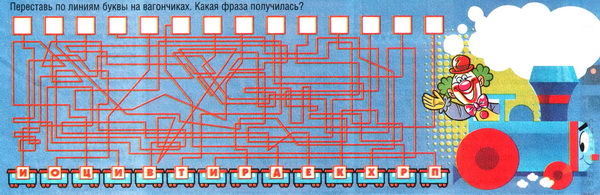 Переставь по линиям буквы на вагончиках. Какая фраза получилась?
И О Ц И В Т И Р Д Е К Х Р П